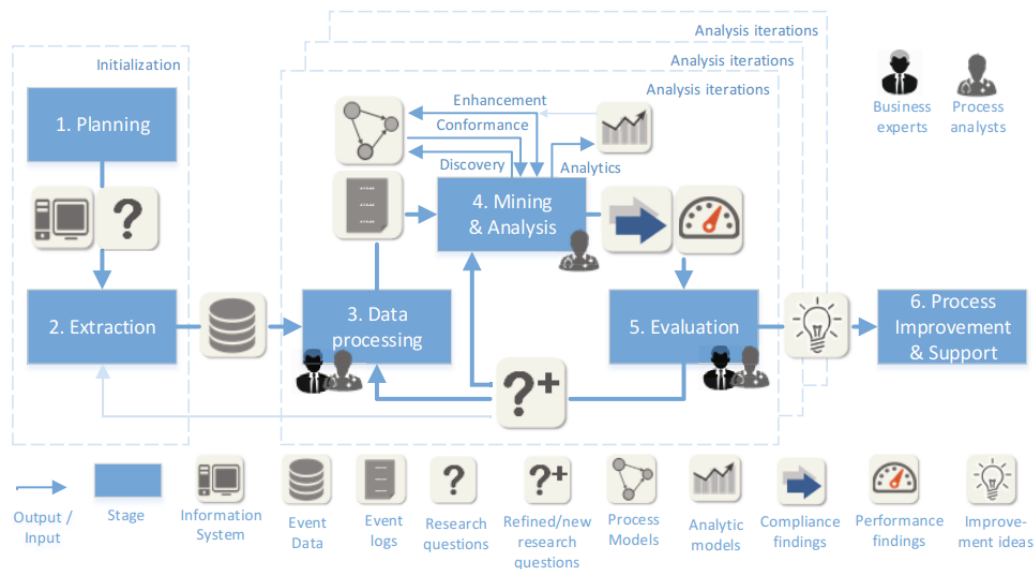 Analysis iterations
Analysis iterations
Analysis iterations
Initialization
Business
experts
Process
analysts
1. Planning
Enhancement
Conformance
Discovery
Analytics
4. Mining
& Analysis
?
2. Extraction
3. Data
processing
5. Evaluation
6. Process
Improvement
& Support
?+
?
?+
Output /
Input
Stage
Information
System
Event
Data
Event
logs
Research
questions
Refined/new
research
questions
Process
Models
Analytic
models
Compliance
findings
Performance
findings
Improve-
ment ideas